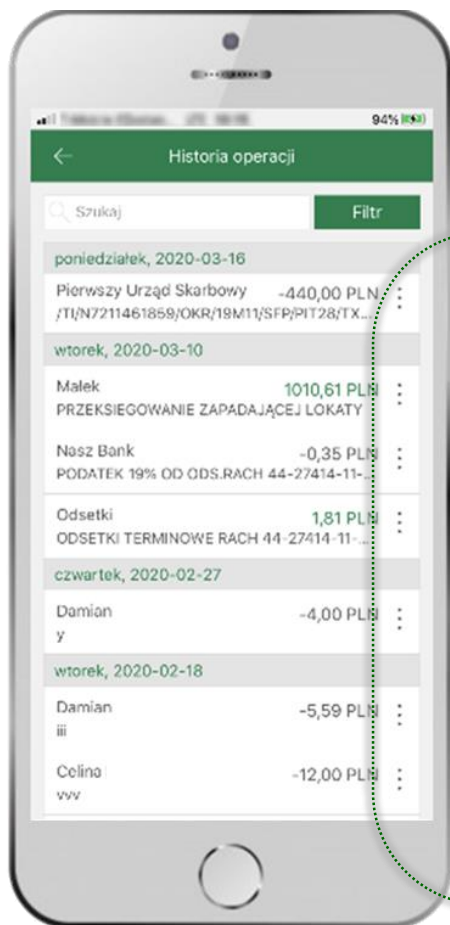 94%
Historia operacji
Szukaj
Filtr
poniedziałek, 2020-03-16
Pierwszy Urząd Skarbowy -440,00 PLN
/TI/N7211461859/OKR/19M11/SFP/PIT28/TX...
wtorek, 2020-03-10
Małek 1010,61 PLN
PRZEKSIEGOWANIE ZAPADAJĄCEJ LOKATY
Nasz Bank -0,35 PLN
PODATEK 19% OD ODS.RACH 44-27414-11-...
Odsetki 1,81 PLN
ODSETKI TERMINOWE RACH 44-27414-11-...
czwartek, 2020-02-27
Damian -4,00 PLN
y
wtorek, 2020-02-18
Damian -5,59 PLN
iii
Celina -12,00 PLN
vvv